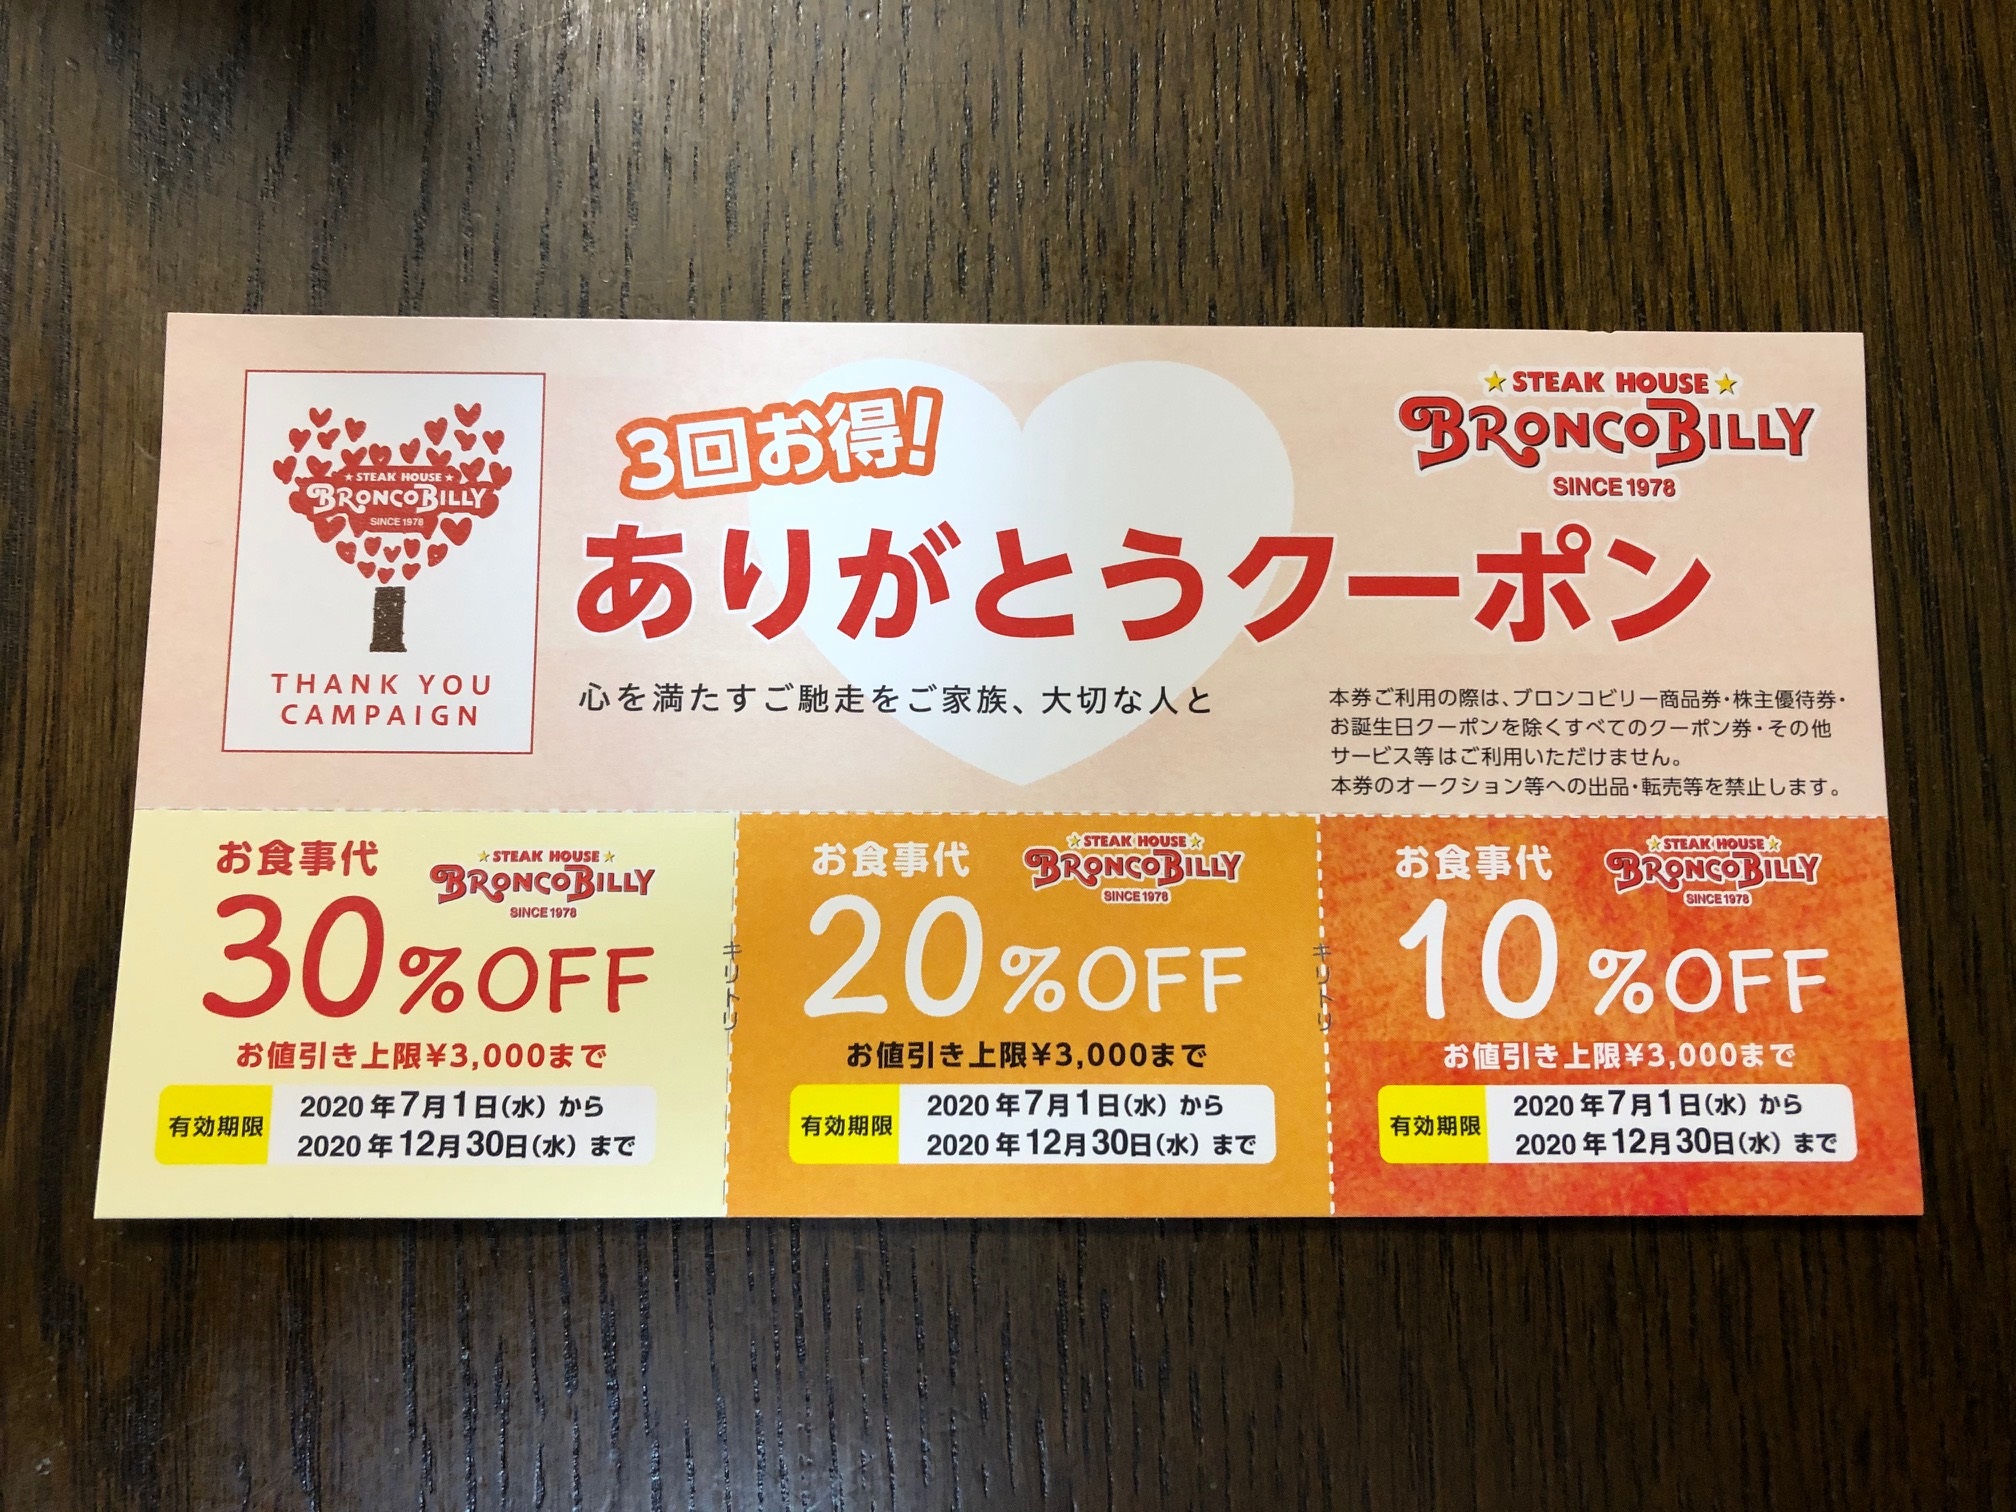 ★STEAK HOUSE★
BRONCOBILLY
SINCE 1978
THANK YOU
CAMPAIGN
3回お得!
ありがとうクーポン
心を満たすご馳走をご家族、大切な人と
★STEAK HOUSE★
BRONCOBILLY
SINCE 1978
本券ご利用の際は、ブロンコビリー商品券・株主優待券・
お誕生日クーポンを除くすべてのクーポン券・その他
サービス等はご利用いただけません。
本券のオークション等への出品・転売等を禁止します。
お食事代
★STEAK HOUSE★
BRONCOBILLY
SINCE 1978
30%OFF
お値引き上限¥3,000まで
有効期限
2020年7月1日(水)から
2020年12月30日(水)まで
キリトリ
お食事代
★STEAK HOUSE★
BRONCOBILLY
SINCE 1978
20%OFF
お値引き上限¥3,000まで
有効期限
2020年7月1日(水)から
2020年12月30日(水)まで
キリトリ
お食事代
★STEAK HOUSE★
BRONCOBILLY
SINCE 1978
10%OFF
お値引き上限¥3,000まで
有効期限
2020年7月1日(水)から
2020年12月30日(水)まで